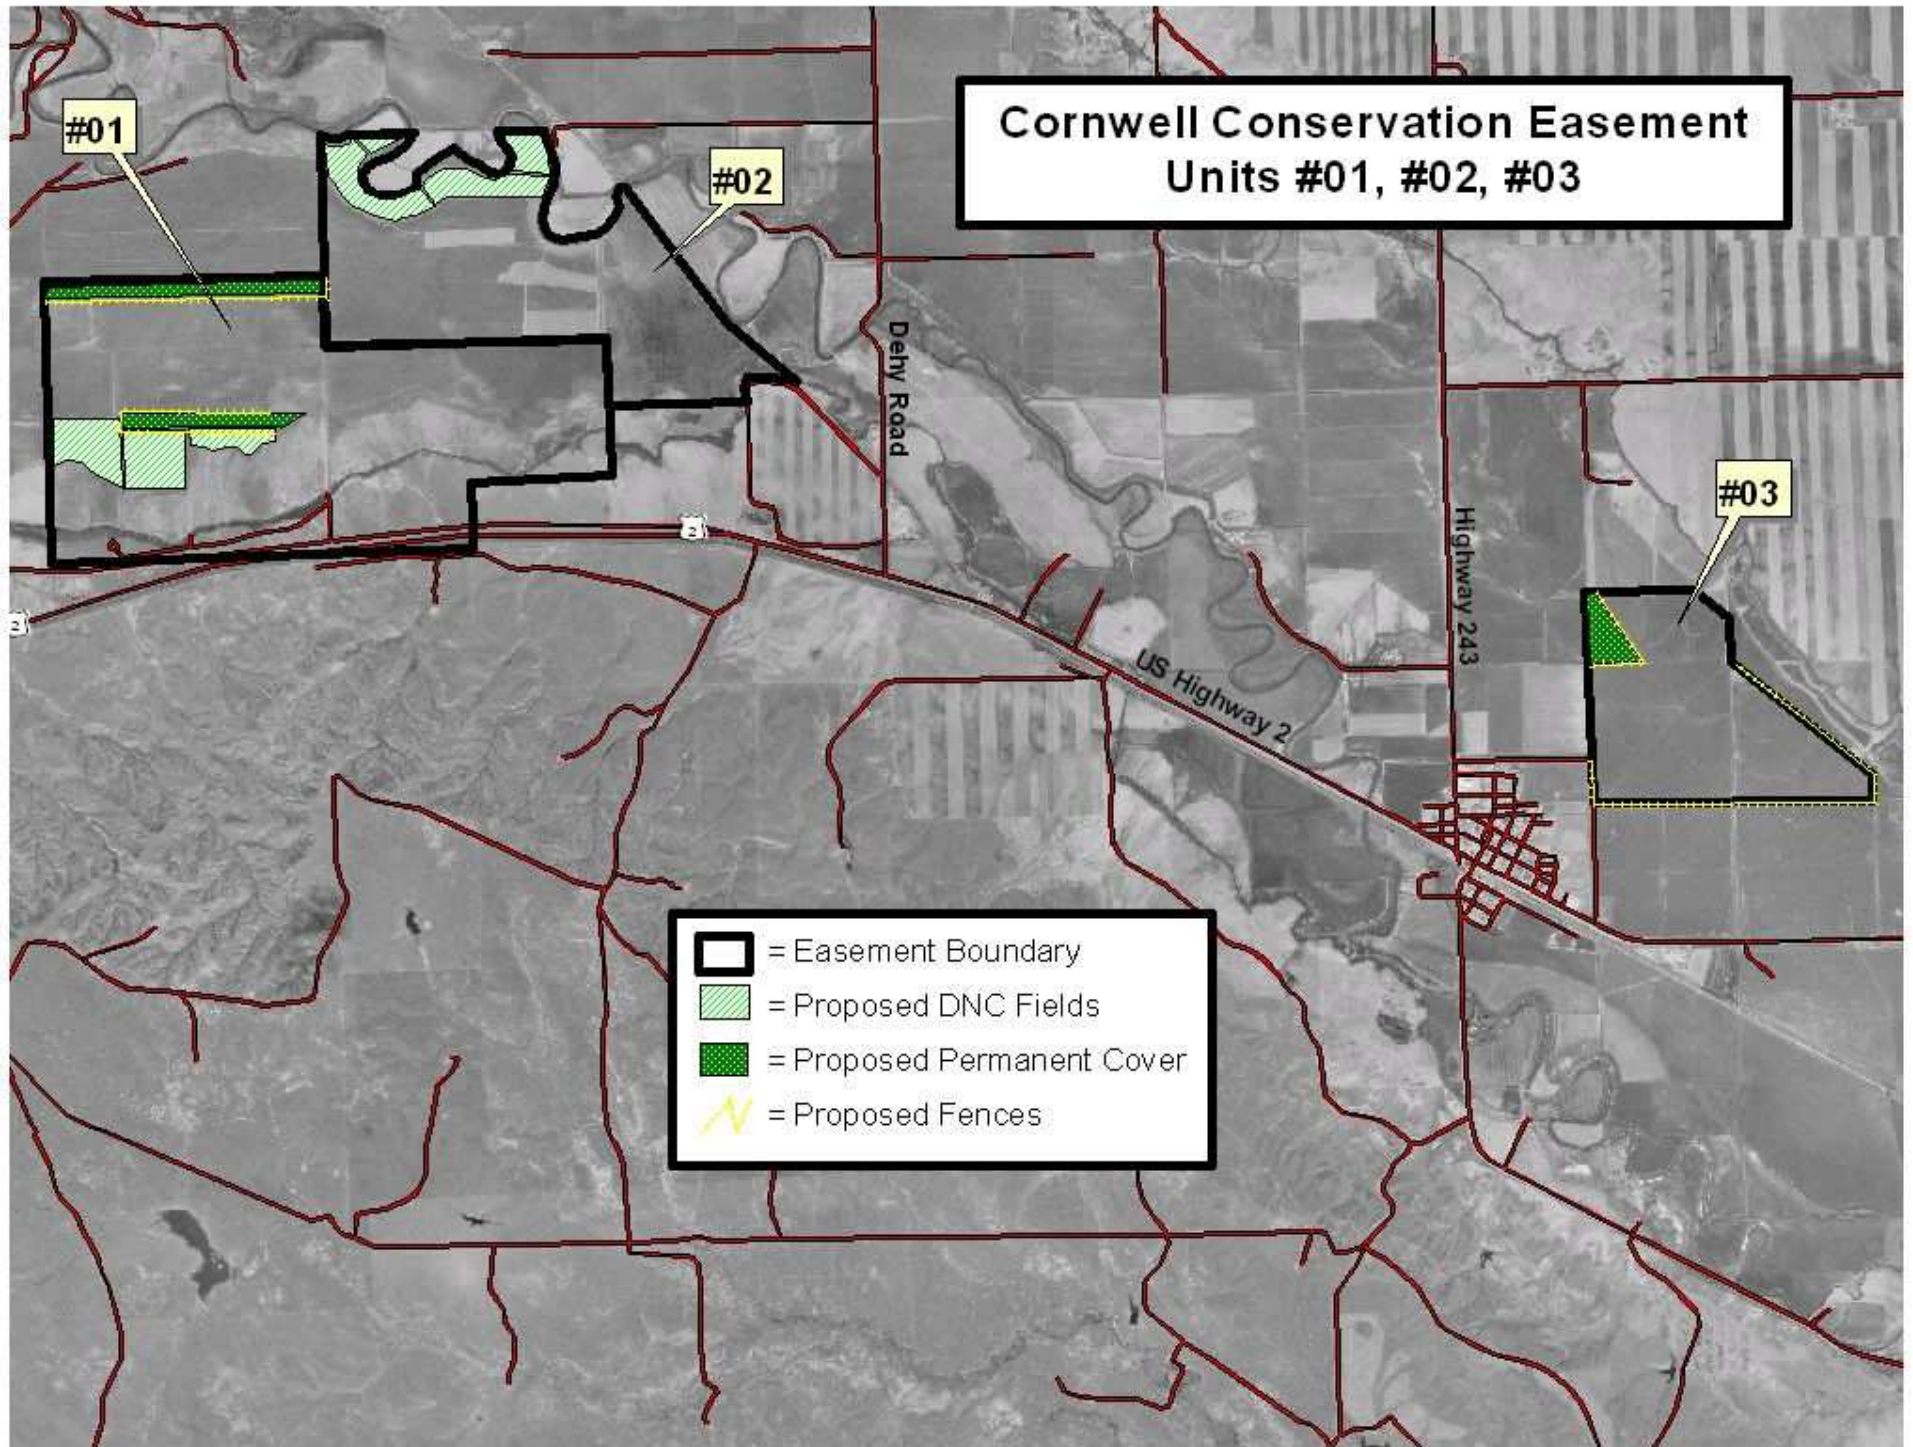 Cornwell Conservation Easement
Units #01, #02, #03
#01
#02
#03
Dehy Road
Highway 243
US Highway 2
2
2
= Easement Boundary
= Proposed DNC Fields
= Proposed Permanent Cover
= Proposed Fences